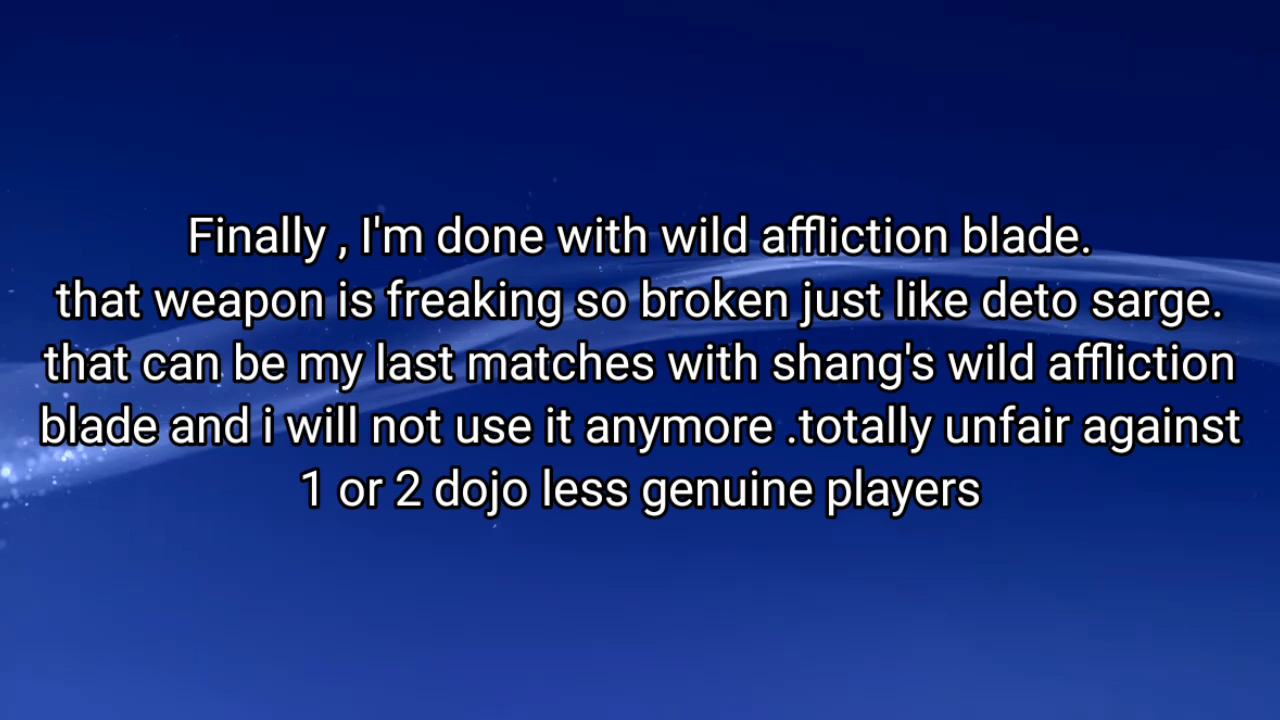 Finally , I'm done with wild affliction blade.
that weapon is freaking so broken just like deto sarge.
that can be my last matches with shang's wild affliction
blade and i will not use it anymore .totally unfair against
1 or 2 dojo less genuine players